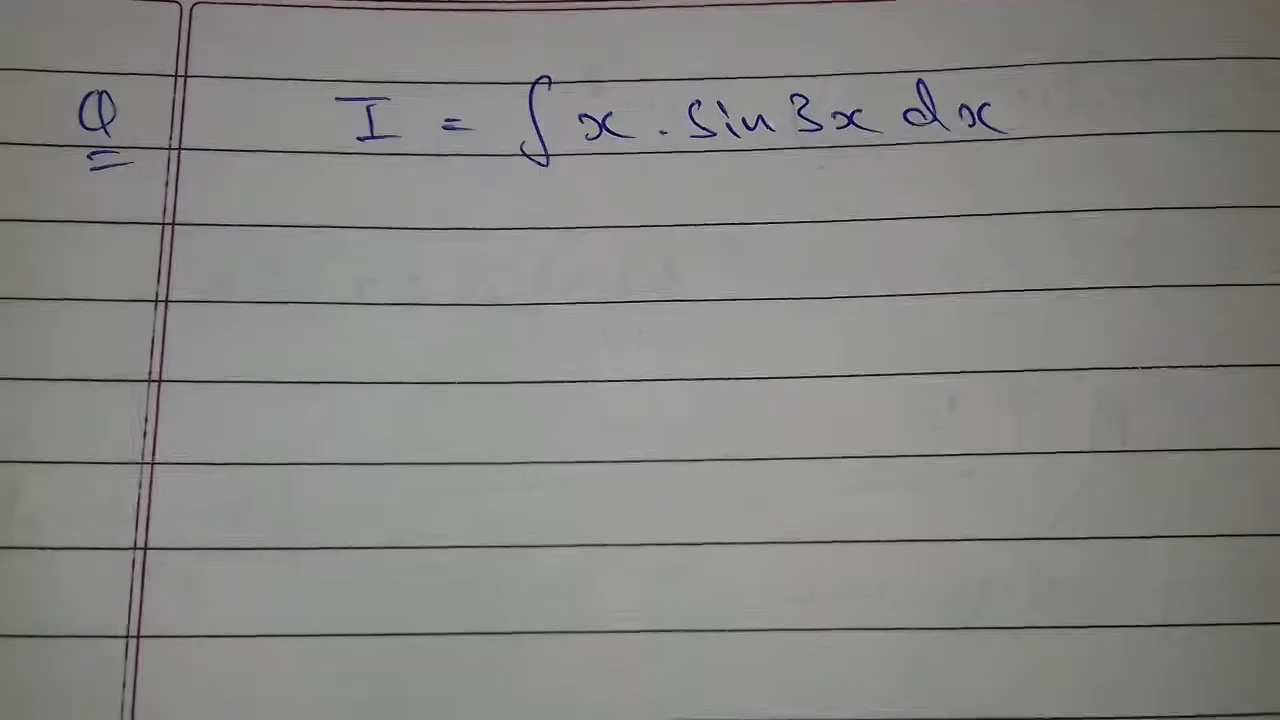 Q I = ∫ x . sin 3x dx